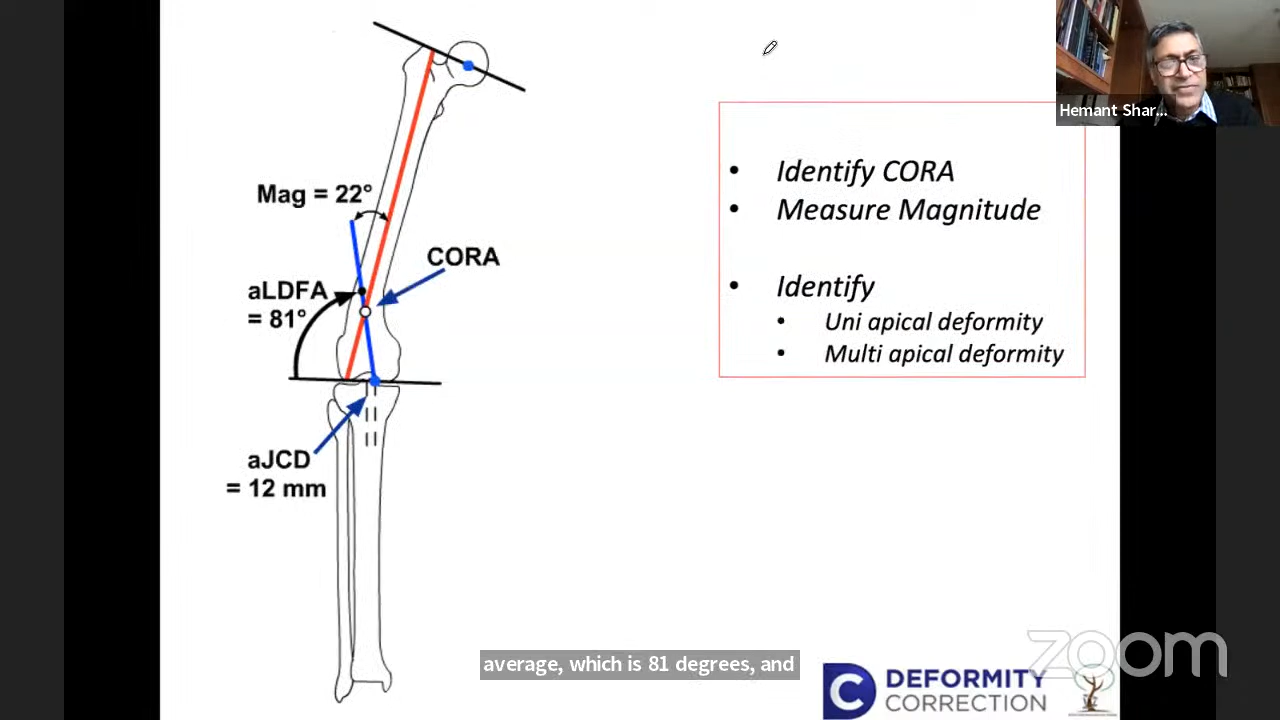 Hemant Shar...
Mag = 22°
CORA
aLDFA
= 81°
aJCD
= 12 mm
• Identify CORA
• Measure Magnitude
• Identify
• Uni apical deformity
• Multi apical deformity
average, which is 81 degrees, and
DEFORMITY
CORRECTION
zoom